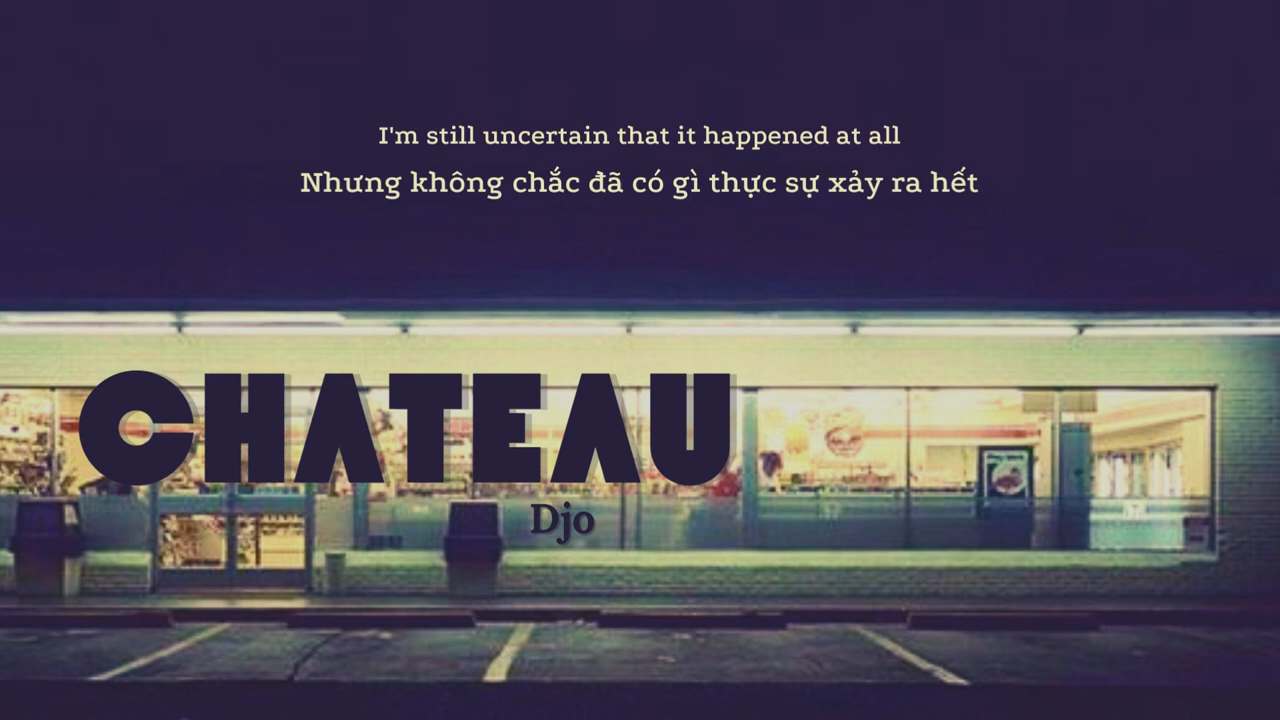 I'm still uncertain that it happened at all
Nhưng không chắc đã có gì thực sự xảy ra hết
CHATEAU
Djo